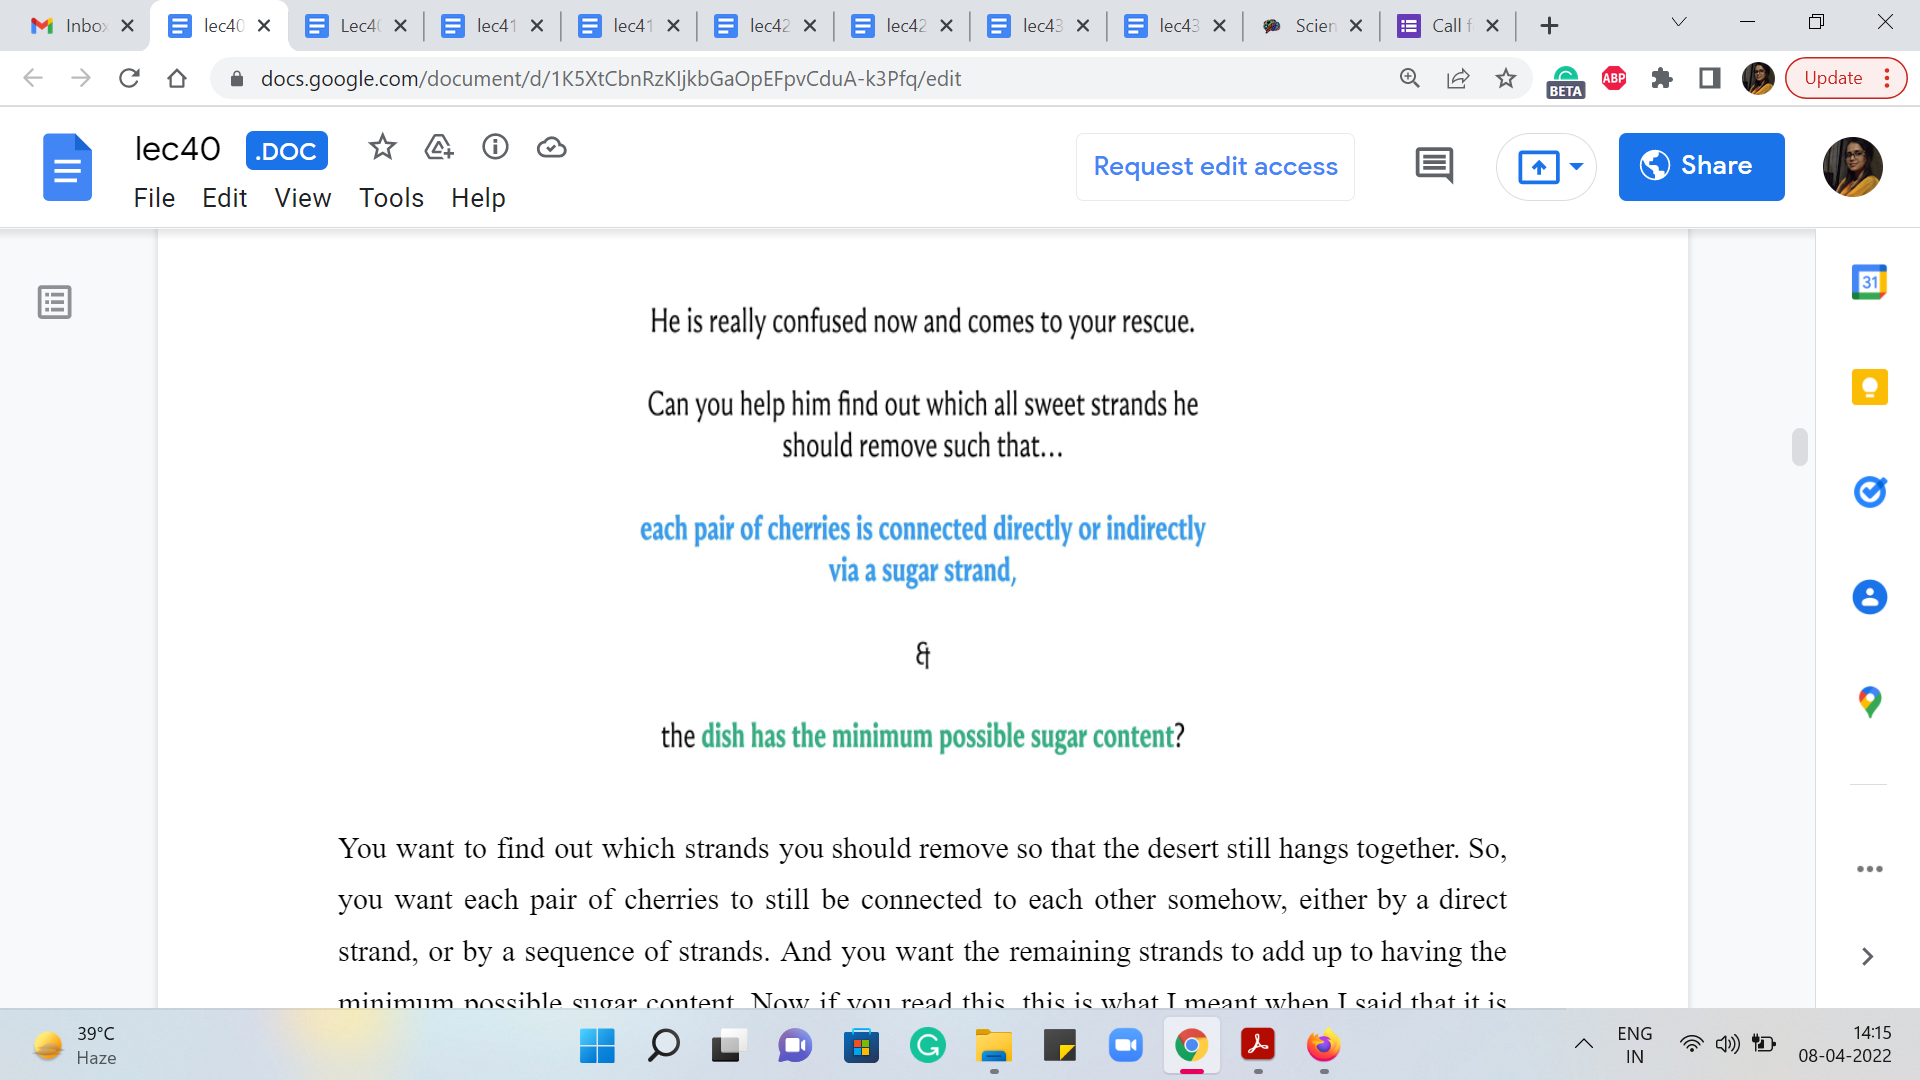 Inbox
lec40
Lec40
lec41
lec41
lec42
lec42
lec43
lec43
Scien
Call f
docs.google.com/document/d/1K5XtCbnRzKIjkbGaOpEFpvCduA-k3Pfq/edit
BETA
ABP
Update
lec40
.DOC
Request edit access
Share
File Edit View Tools Help
31
He is really confused now and comes to your rescue.
Can you help him find out which all sweet strands he
should remove such that...
each pair of cherries is connected directly or indirectly
via a sugar strand,
&
the dish has the minimum possible sugar content?
You want to find out which strands you should remove so that the desert still hangs together. So,
you want each pair of cherries to still be connected to each other somehow, either by a direct
strand, or by a sequence of strands. And you want the remaining strands to add up to having the
minimum possible sugar content. Now if you read this, this is what I meant when I said that it is
39°C
Haze
ENG
IN
14:15
08-04-2022